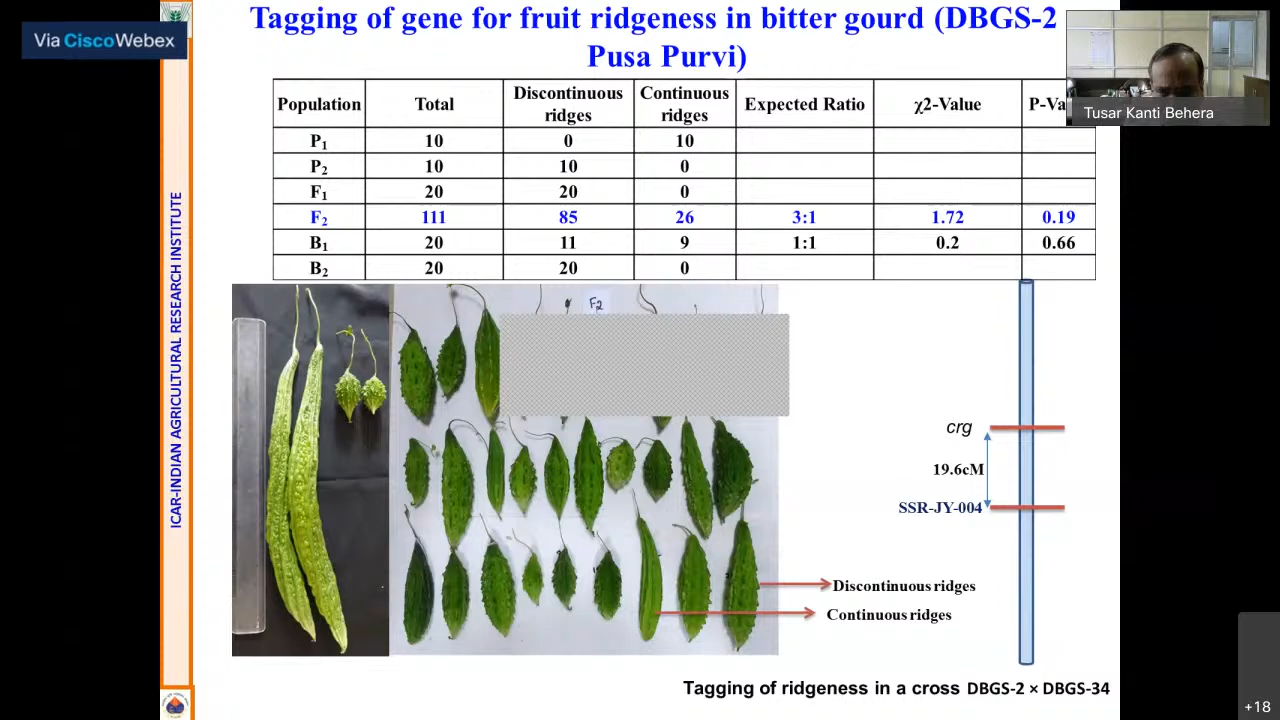 Via Cisco Webex
Tagging of gene for fruit ridgeness in bitter gourd (DBGS-2
Pusa Purvi)
Tusar Kanti Behera
ICAR-INDIAN AGRICULTURAL RESEARCH INSTITUTE
Population Total Discontinuous ridges Continuous ridges Expected Ratio χ2-Value
P1 10 0 10
P2 10 10 0
F1 20 20 0
F2 111 85 26 3:1 1.72 0.19
B1 20 11 9 1:1 0.2 0.66
B2 20 20 0
F2
crg
19.6cM
SSR-JY-004
Discontinuous ridges
Continuous ridges
Tagging of ridgeness in a cross DBGS-2 × DBGS-34
+18